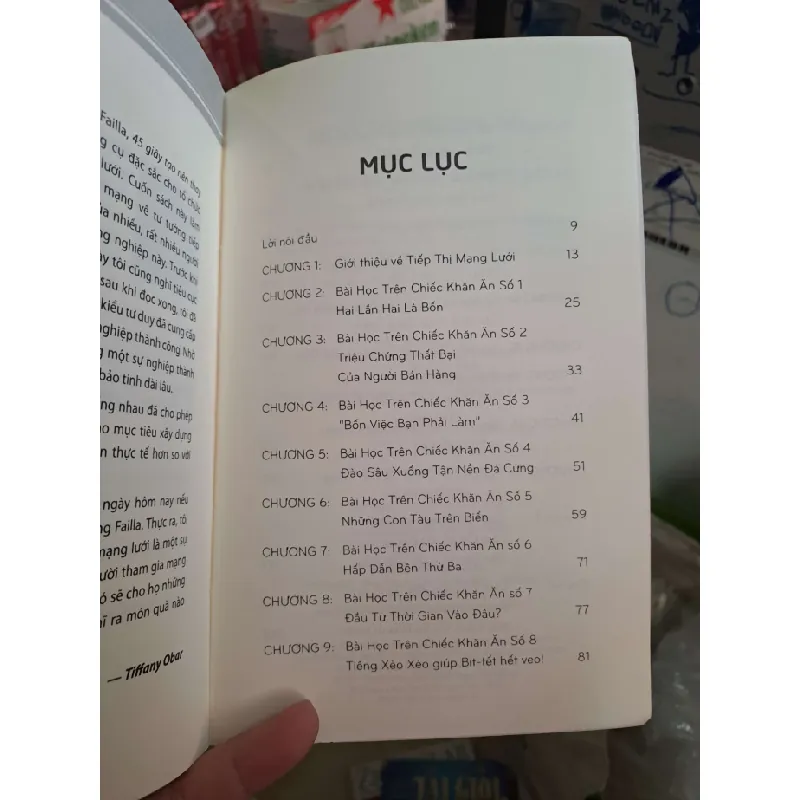 Failla, 45 giây tạo nên thay
cụ đặc sắc cho tổ chức
lưới. Cuốn sách này làm
mạng về tư tưởng tiếp
nhiều, rất nhiều người
nghiệp này. Trước khi
tôi cũng nghĩ tiêu cực
sau khi đọc xong, tô đã
kiểu tư duy đã cung cấp
nghiệp thành công Nhờ
một sự nghiệp thành
bảo tinh dài lâu.
nhau đã cho phép
mục tiêu xây dựng
thực tế hơn so với
ngày hôm nay nếu
Failla. Thực ra, tô
mạng lưới là một sự
tham gia mạng
sẽ cho họ những
ra món quà nào
— Tiffany Obar
MỤC LỤC
Lời nói đầu 9
CHƯƠNG 1: Giới thiệu về Tiếp Thị Mạng Lưới 13
CHƯƠNG 2: Bài Học Trên Chiếc Khăn Ăn Số 1
Hai Lần Hai Là Bốn 25
CHƯƠNG 3: Bài Học Trên Chiếc Khăn Ăn Số 2
Triệu Chứng Thất Bại
Của Người Bán Hàng 33
CHƯƠNG 4: Bài Học Trên Chiếc Khăn Ăn Số 3
"Bốn Việc Bạn Phải Làm" 41
CHƯƠNG 5: Bài Học Trên Chiếc Khăn Ăn Số 4
Đào Sâu Xuống Tận Nền Đá Cứng 51
CHƯƠNG 6: Bài Học Trên Chiếc Khăn Ăn Số 5
Những Con Tàu Trên Biển 59
CHƯƠNG 7: Bài Học Trên Chiếc Khăn Ăn số 6
Hấp Dẫn Bên Thứ Ba 71
CHƯƠNG 8: Bài Học Trên Chiếc Khăn Ăn số 7
Đầu Tư Thời Gian Vào Đâu? 77
CHƯƠNG 9: Bài Học Trên Chiếc Khăn Ăn Số 8
Tiếng Xèo Xèo giúp Bít-tết hết veo! 81